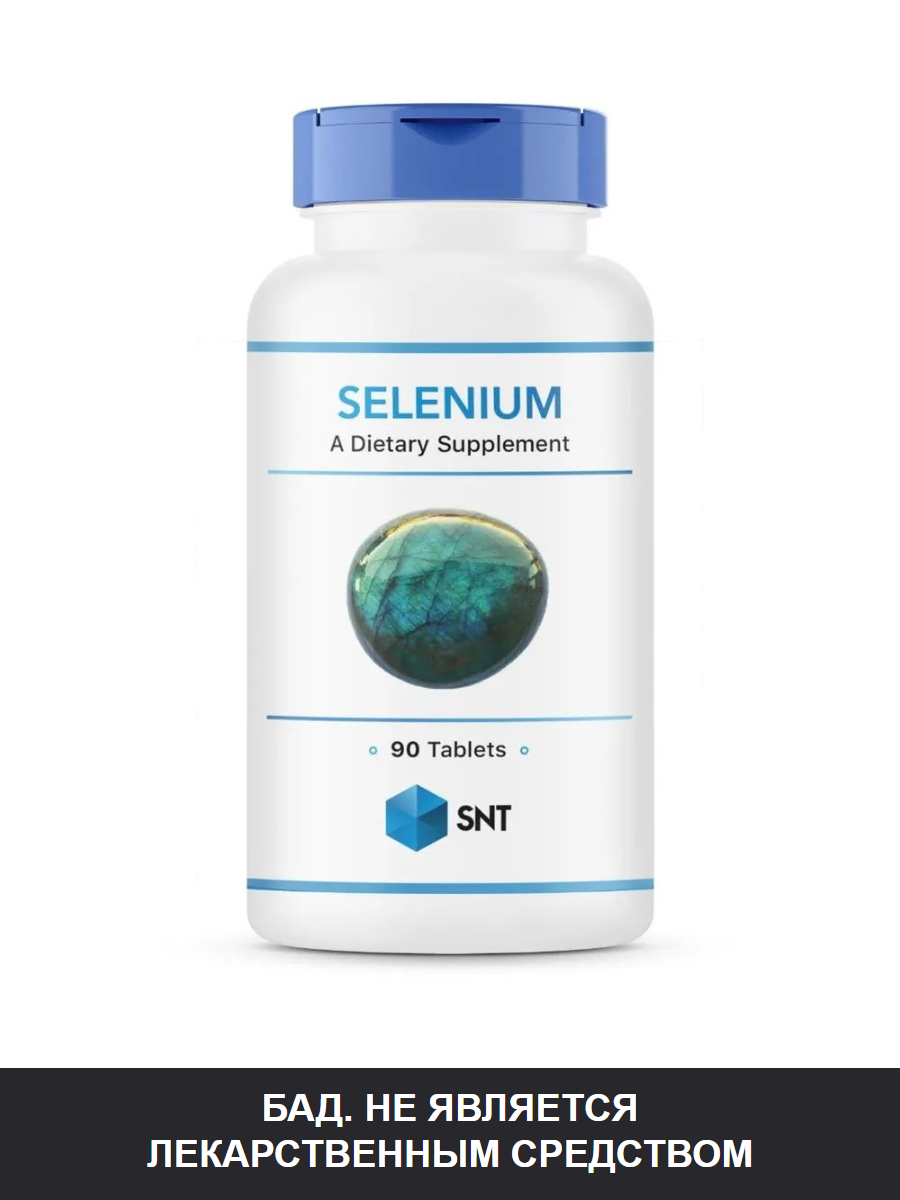 SELENIUM
A Dietary Supplement
90 Tablets
SNT
БАД. НЕ ЯВЛЯЕТСЯ
ЛЕКАРСТВЕННЫМ СРЕДСТВОМ